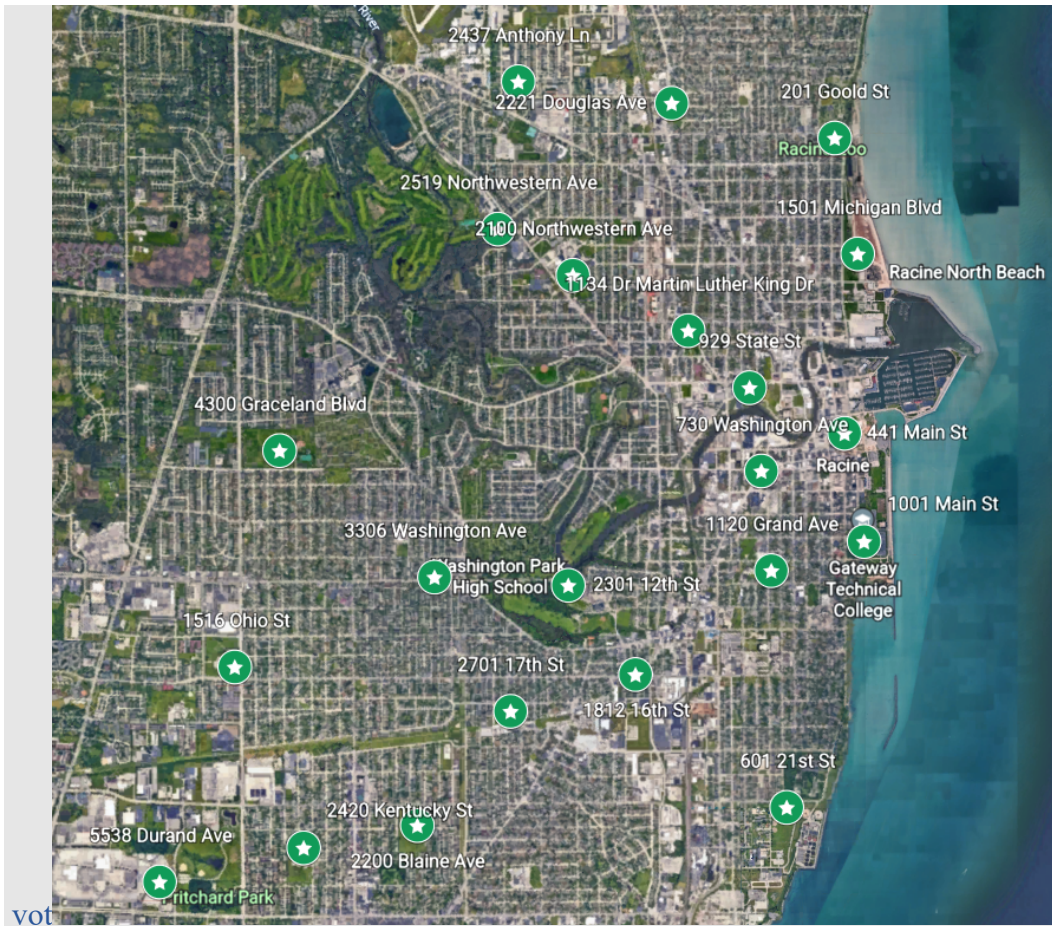 River
2437 Anthony Ln
2221 Douglas Ave
201 Goold St
Racine Zoo
2519 Northwestern Ave
1501 Michigan Blvd
2100 Northwestern Ave
Racine North Beach
1134 Dr Martin Luther King Dr
929 State St
4300 Graceland Blvd
730 Washington Ave
441 Main St
Racine
1001 Main St
3306 Washington Ave
1120 Grand Ave
Washington Park
High School
2301 12th St
Gateway
Technical
College
1516 Ohio St
2701 17th St
1812 16th St
601 21st St
2420 Kentucky St
5538 Durand Ave
2200 Blaine Ave
Pritchard Park
vot